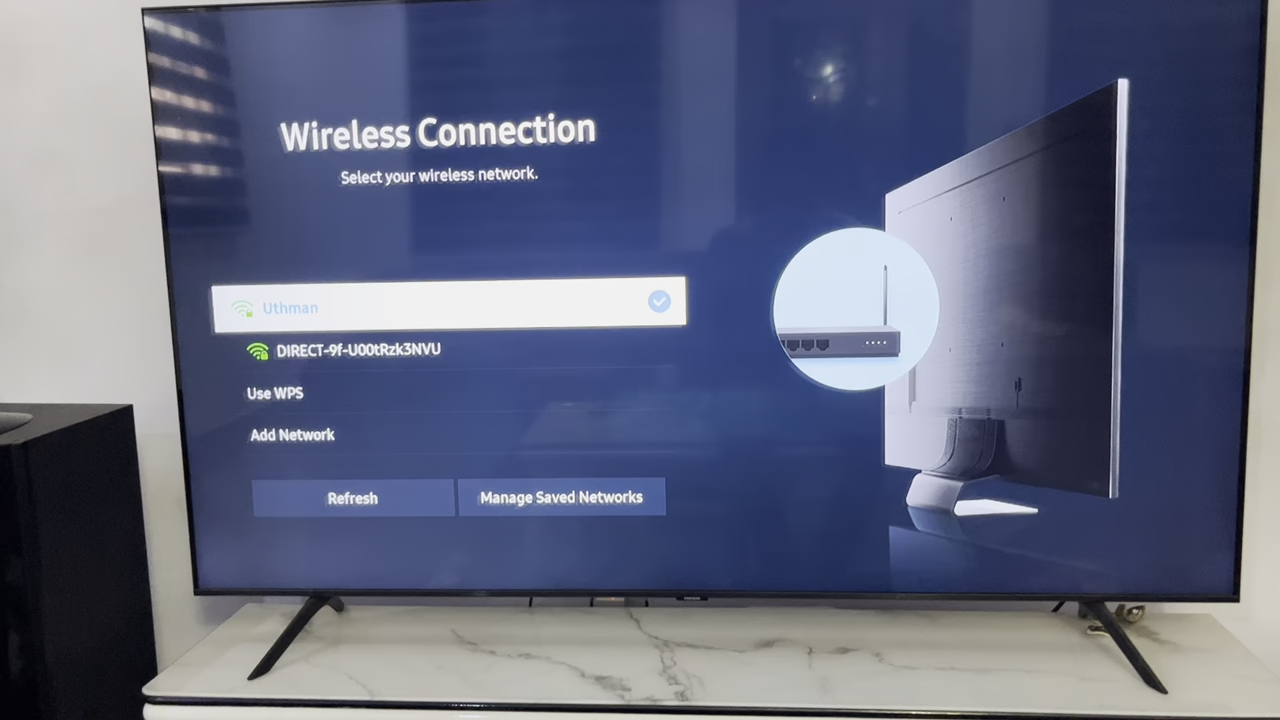 Wireless Connection
Select your wireless network.
Uthman
DIRECT-9f-U00tRzk3NVU
Use WPS
Add Network
Refresh
Manage Saved Networks